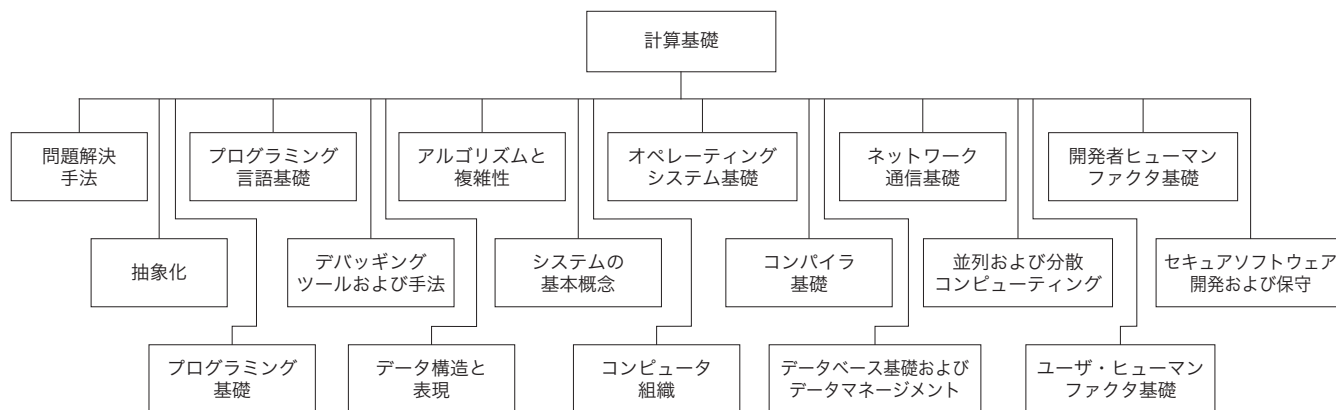 計算基礎
問題解決
手法
プログラミング
言語基礎
アルゴリズムと
複雑性
オペレーティング
システム基礎
ネットワーク
通信基礎
開発者ヒューマン
ファクタ基礎
抽象化
デバッギング
ツールおよび手法
システムの
基本概念
コンパイラ
基礎
並列および分散
コンピューティング
セキュアソフトウェア
開発および保守
プログラミング
基礎
データ構造と
表現
コンピュータ
組織
データベース基礎および
データマネージメント
ユーザ・ヒューマン
ファクタ基礎